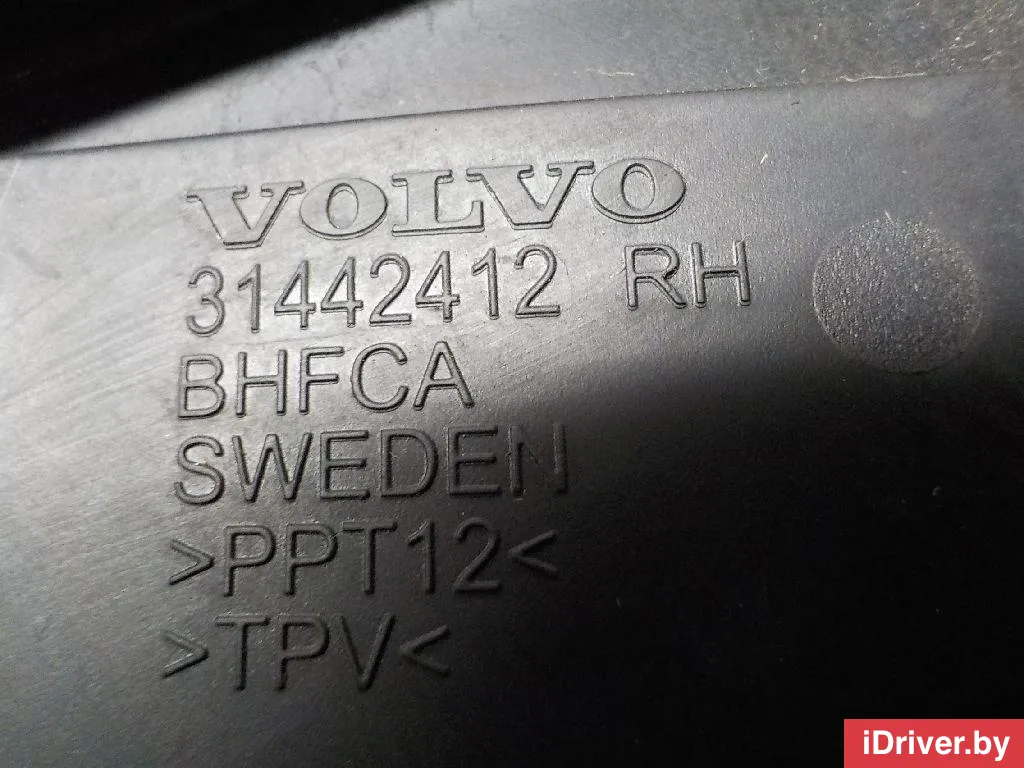 VOLVO
31442412 RH
BHFCA
SWEDEN
>PPT12<
>TPV<
iDriver.by